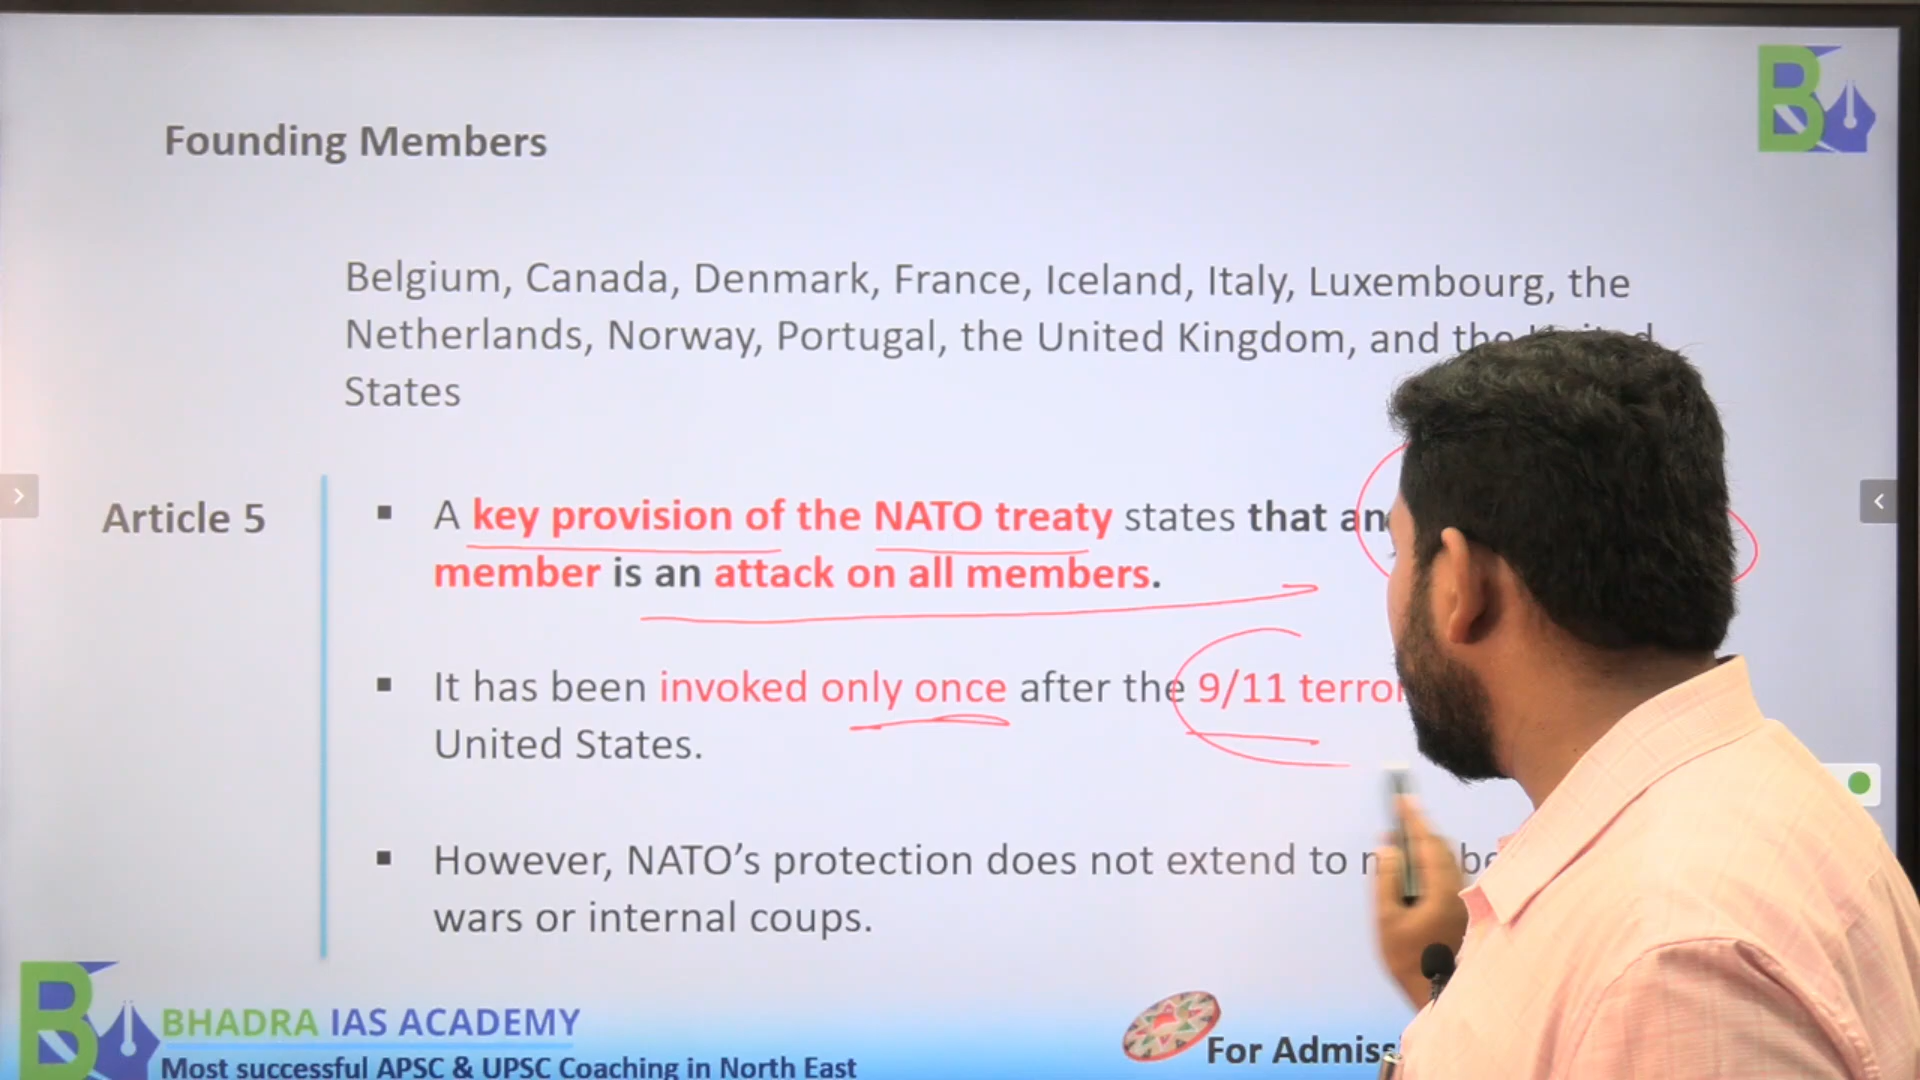 Founding Members
Belgium, Canada, Denmark, France, Iceland, Italy, Luxembourg, the
Netherlands, Norway, Portugal, the United Kingdom, and the United
States
Article 5
▪ A key provision of the NATO treaty states that an
member is an attack on all members.
▪ It has been invoked only once after the 9/11
United States.
▪ However, NATO’s protection does not extend to
wars or internal coups.
BHADRA IAS ACADEMY
Most successful APSC & UPSC Coaching in North East
For